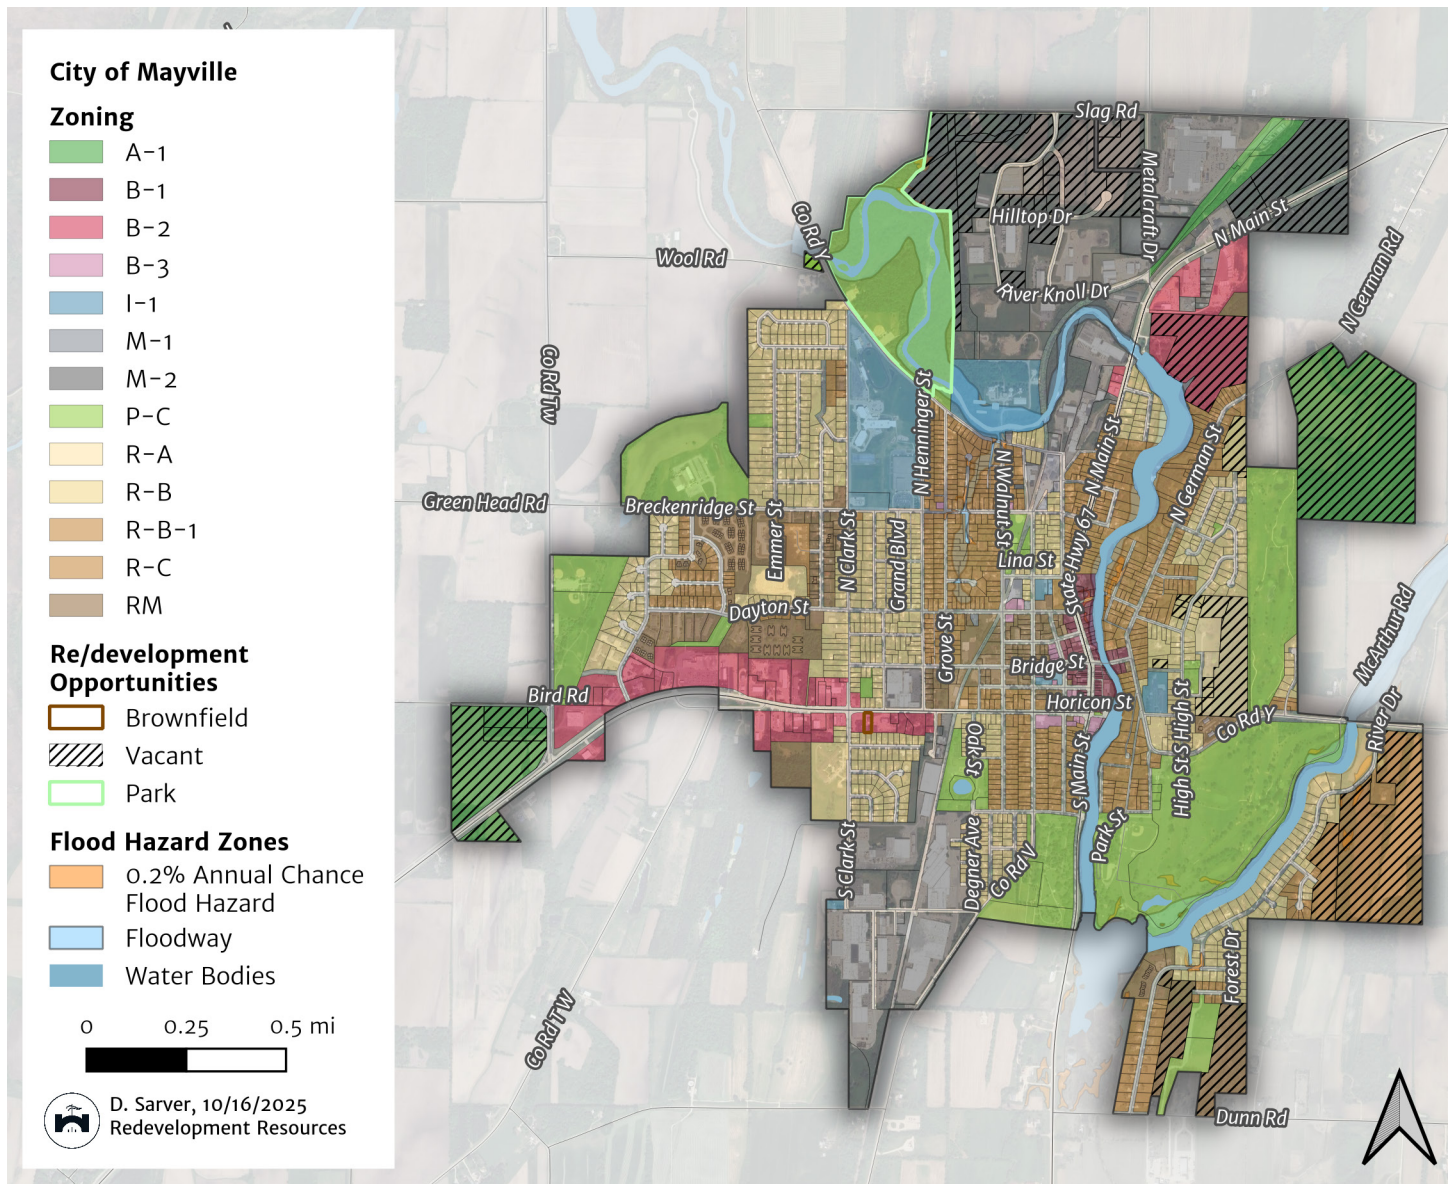 City of Mayville
Zoning
A-1
B-1
B-2
B-3
I-1
M-1
M-2
P-C
R-A
R-B
R-B-1
R-C
RM
Re/development
Opportunities
Brownfield
Vacant
Park
Flood Hazard Zones
0.2% Annual Chance
Flood Hazard
Floodway
Water Bodies
0 0.25 0.5 mi
D. Sarver, 10/16/2025
Redevelopment Resources
Slag Rd
Metalcraft Dr
Hilltop Dr
N Main St
Co Rd Y
Wool Rd
River Knoll Dr
N German Rd
Co Rd Tw
N Henninger St
N Main St
N German St
N Walnut St
State Hwy 67
Green Head Rd
Breckenridge St
Emmer St
N Clark St
Grand Blvd
Lina St
Dayton St
Grove St
McArthur Rd
Bridge St
Bird Rd
Horicon St
S High St
High St
Co Rd Y
River Dr
Oak St
S Main St
Park St
S Clark St
Degner Ave
Co Rd V
Forest Dr
Co Rd TW
Dunn Rd